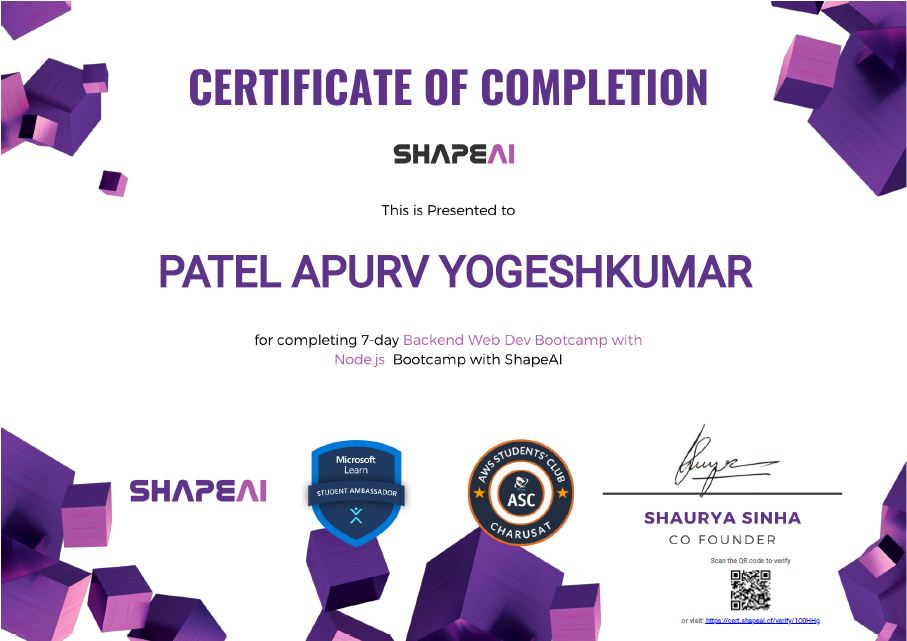 CERTIFICATE OF COMPLETION
SHAPEAI
This is Presented to
PATEL APURV YOGESHKUMAR
for completing 7-day Backend Web Dev Bootcamp with
Node.js Bootcamp with ShapeAI
SHAPEAI
Microsoft
Learn
STUDENT AMBASSADOR
AWS STUDENTS' CLUB
ASC
CHARUSAT
SHAURYA SINHA
CO FOUNDER
Scan the QR code to verify
or visit: https://cert.shapeai.cf/verify/1O0HHg